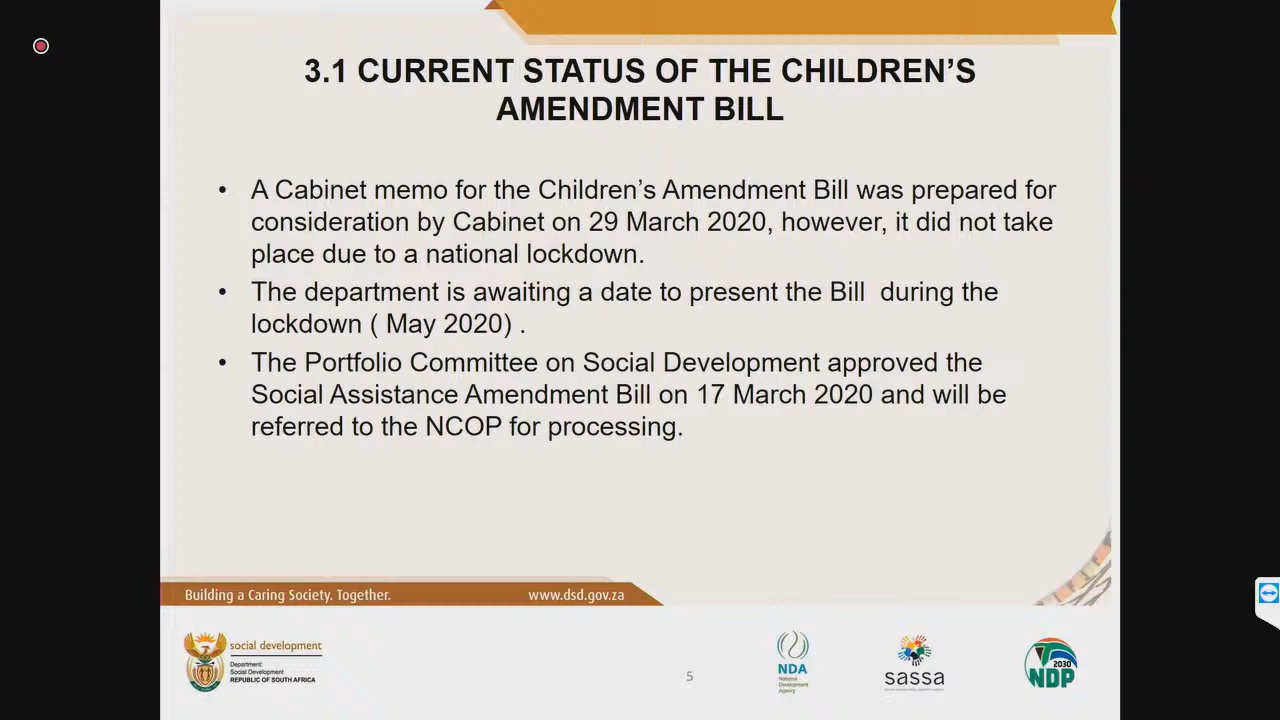 3.1 CURRENT STATUS OF THE CHILDREN'S
AMENDMENT BILL
• A Cabinet memo for the Children's Amendment Bill was prepared for
consideration by Cabinet on 29 March 2020, however, it did not take
place due to a national lockdown.
• The department is awaiting a date to present the Bill  during the
lockdown ( May 2020) .
• The Portfolio Committee on Social Development approved the
Social Assistance Amendment Bill on 17 March 2020 and will be
referred to the NCOP for processing.
Building a Caring Society. Together.
www.dsd.gov.za
social development
Department:
Social Development
REPUBLIC OF SOUTH AFRICA
5
NDA
National
Development
Agency
sassa
2030
NDP